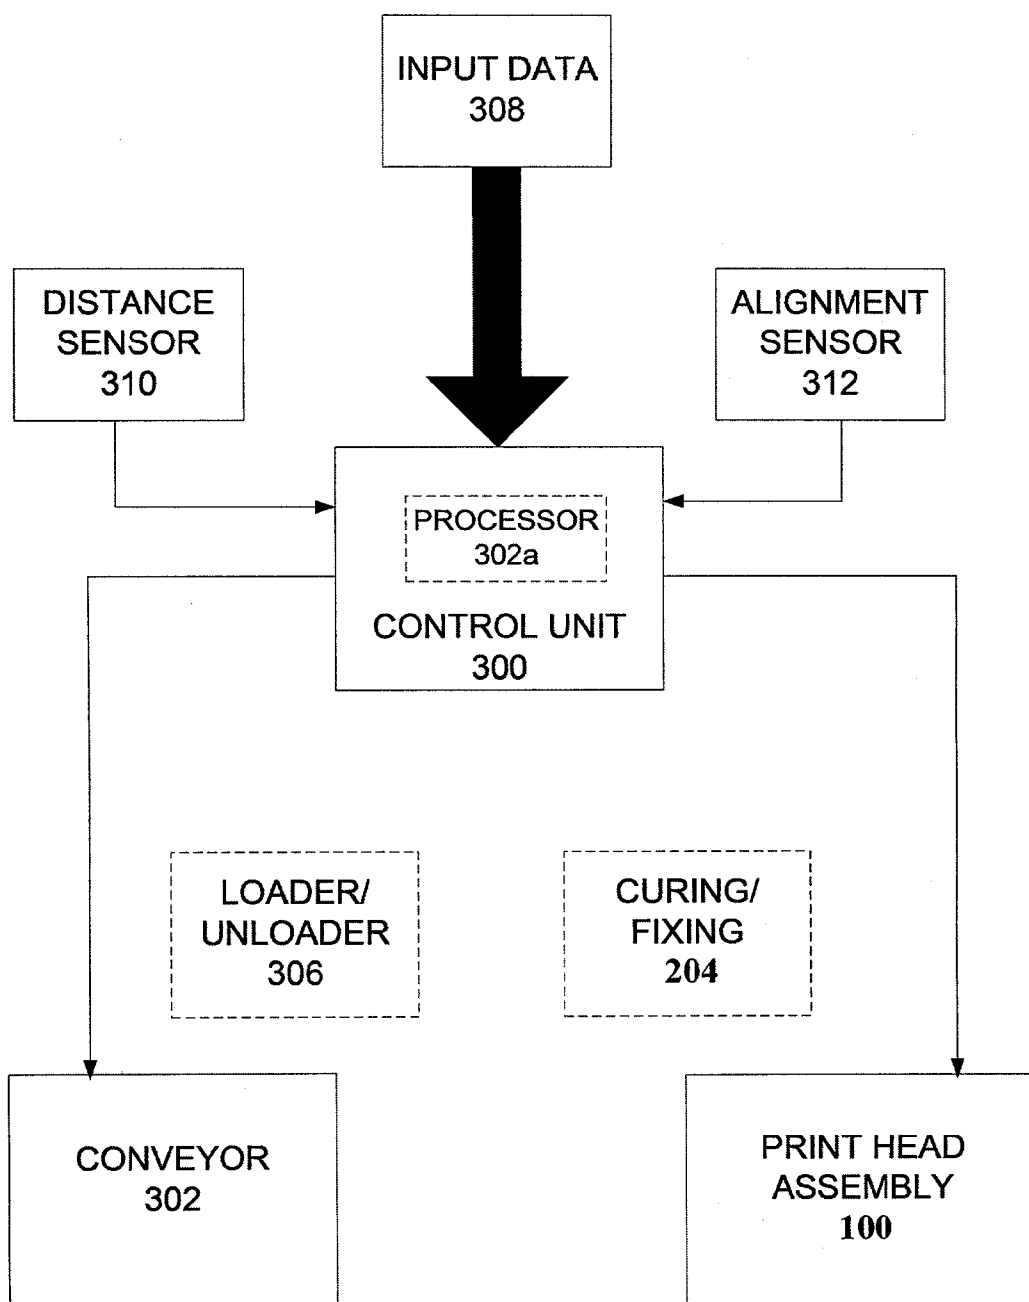 INPUT DATA
308
DISTANCE
SENSOR
310
ALIGNMENT
SENSOR
312
PROCESSOR
302a
CONTROL UNIT
300
LOADER/
UNLOADER
306
CURING/
FIXING
204
CONVEYOR
302
PRINT HEAD
ASSEMBLY
100